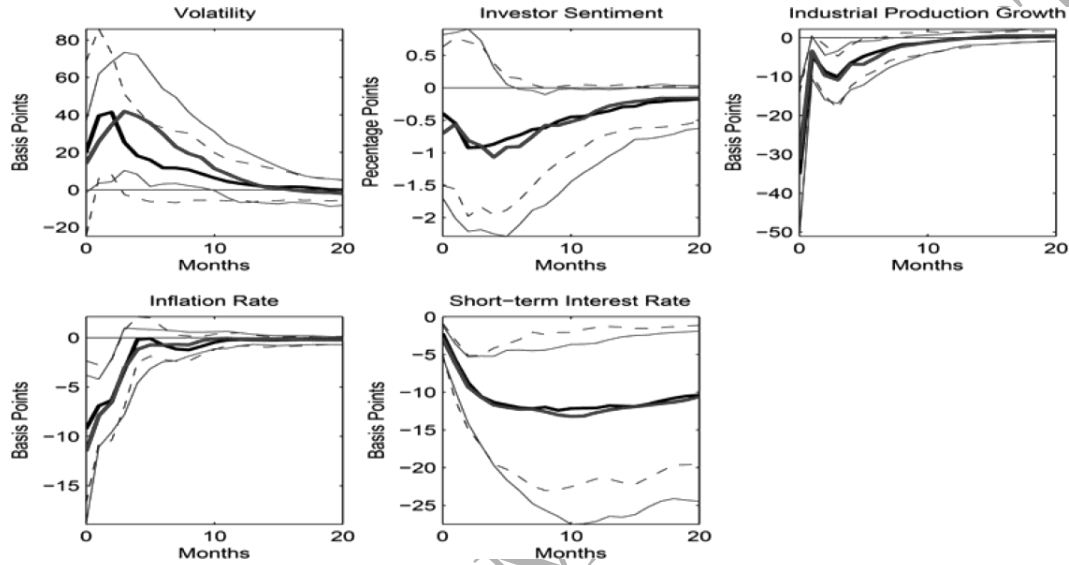 Volatility
80
60
40
20
0
−20
Basis Points
0 10 20
Months
Investor Sentiment
0.5
0
−0.5
−1
−1.5
−2
Pecentage Points
0 10 20
Months
Industrial Production Growth
0
−10
−20
−30
−40
−50
Basis Points
0 10 20
Months
Inflation Rate
0
−5
−10
−15
Basis Points
0 10 20
Months
Short−term Interest Rate
0
−5
−10
−15
−20
−25
Basis Points
0 10 20
Months